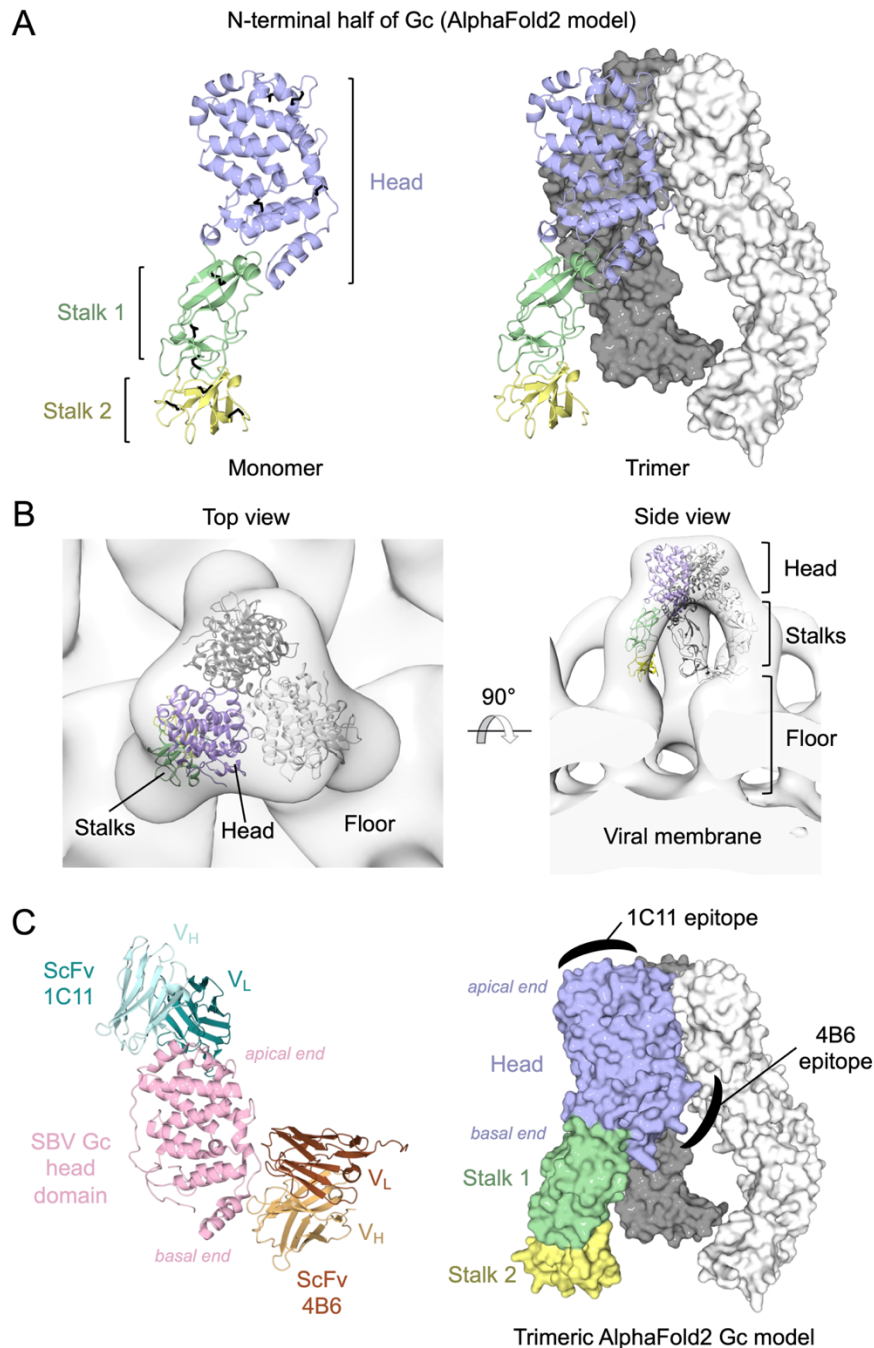 A
N-terminal half of Gc (AlphaFold2 model)
Head
Stalk 1
Stalk 2
Monomer
Trimer
B
Top view
Side view
Head
Stalks
90°
Floor
Stalks
Head
Floor
Viral membrane
C
VH
ScFv
1C11
VL
apical end
SBV Gc
head
domain
VL
VH
basal end
ScFv
4B6
1C11 epitope
apical end
4B6
epitope
Head
basal end
Stalk 1
Stalk 2
Trimeric AlphaFold2 Gc model